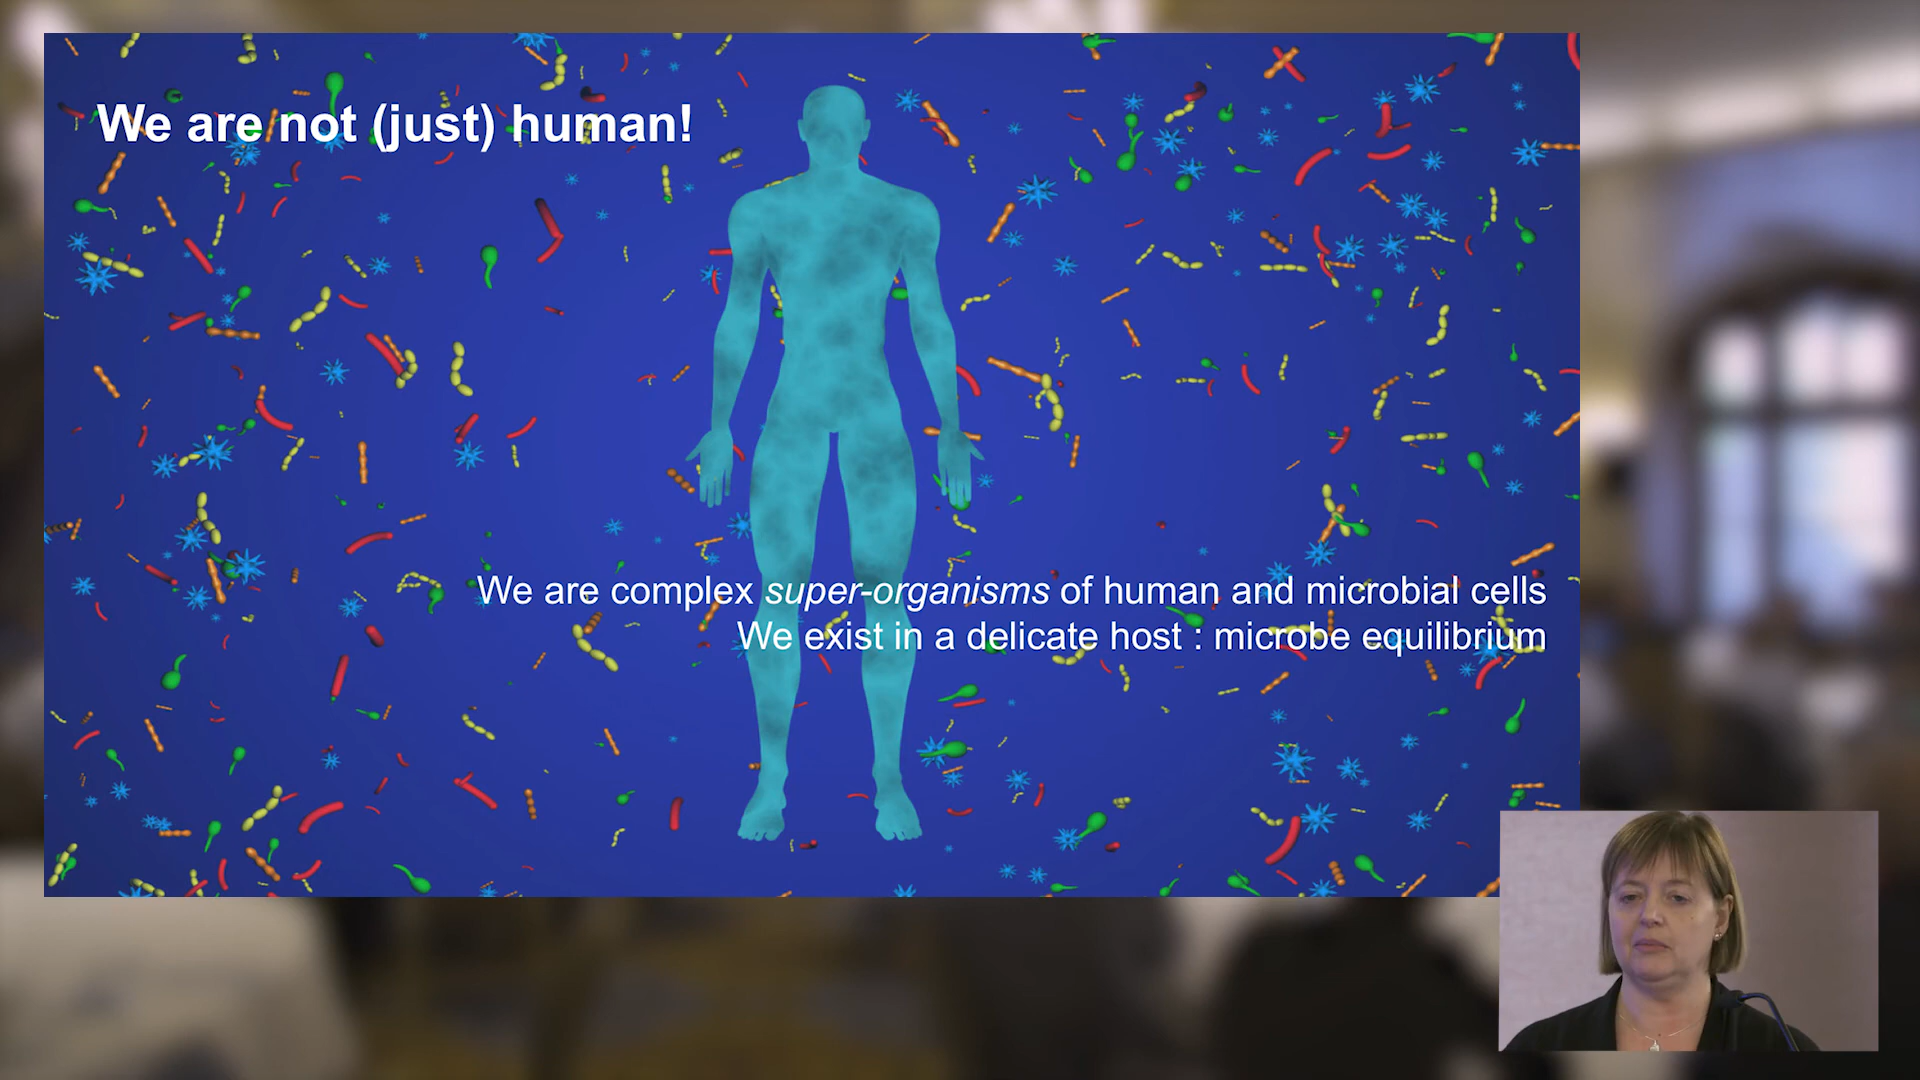 We are not (just) human!
We are complex super-organisms of human and microbial cells
We exist in a delicate host : microbe equilibrium